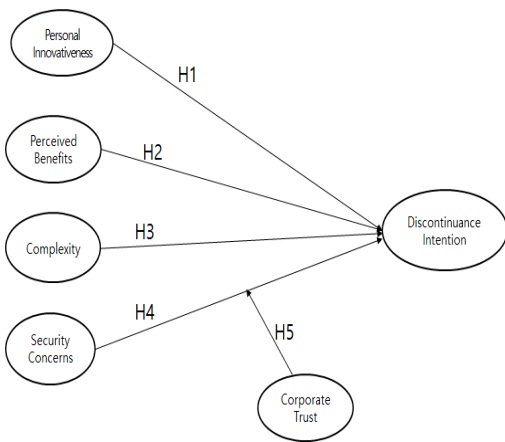 Personal
Innovativeness
H1
Perceived
Benefits
H2
Discontinuance
Intention
Complexity
H3
H4
Security
Concerns
H5
Corporate
Trust